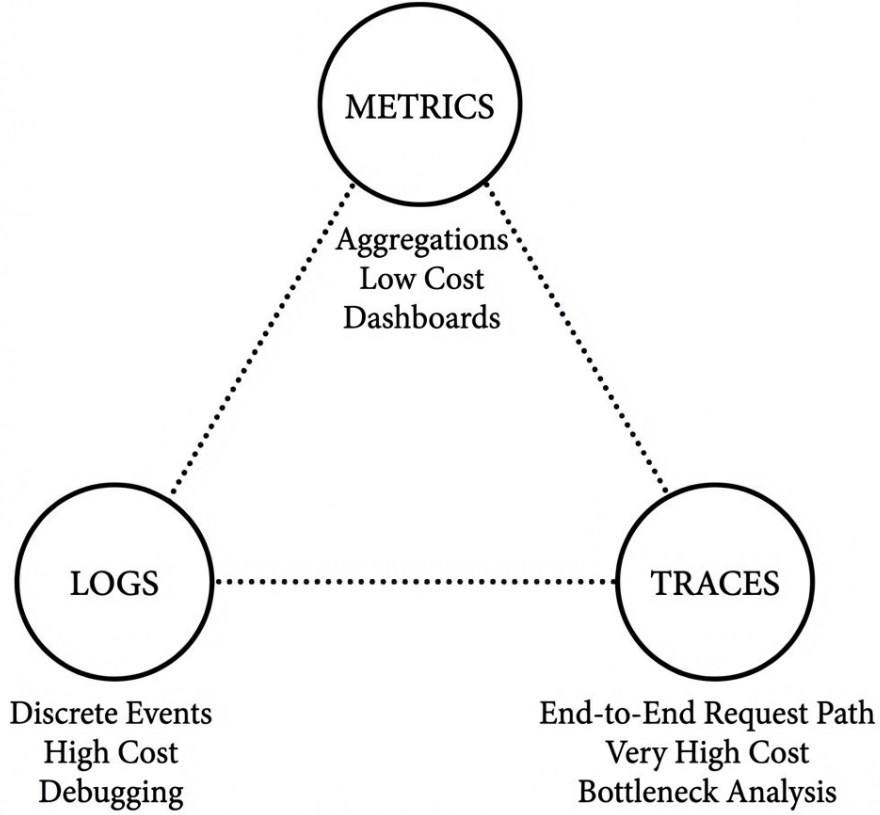 METRICS
Aggregations
Low Cost
Dashboards
LOGS
Discrete Events
High Cost
Debugging
TRACES
End-to-End Request Path
Very High Cost
Bottleneck Analysis